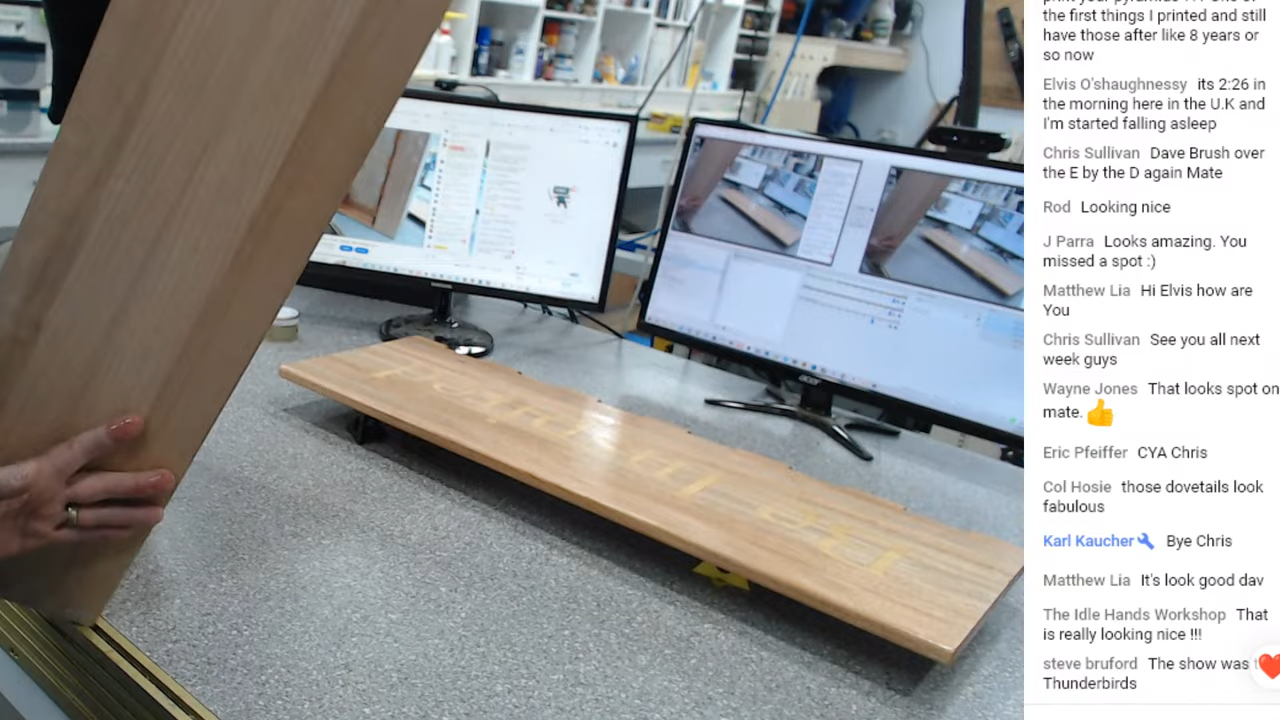 the first things I printed and still
have those after like 8 years or
so now
Elvis O'shaughnessy its 2:26 in
the morning here in the U.K and
I'm started falling asleep
Chris Sullivan Dave Brush over
the E by the D again Mate
Rod Looking nice
J Parra Looks amazing. You
missed a spot :)
Matthew Lia Hi Elvis how are
You
Chris Sullivan See you all next
week guys
Wayne Jones That looks spot on
mate. 👍
Eric Pfeiffer CYA Chris
Col Hosie those dovetails look
fabulous
Karl Kaucher Bye Chris
Matthew Lia It's look good dav
The Idle Hands Workshop That
is really looking nice !!!
steve bruford The show was
Thunderbirds
acer